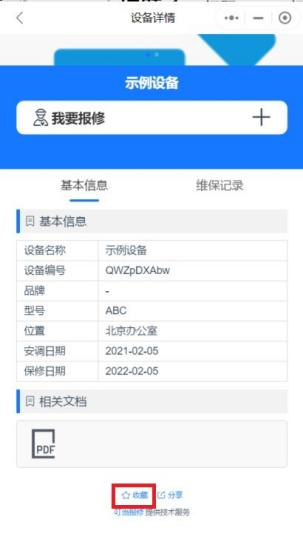 设备详情
示例设备
我要报修
基本信息 维保记录
基本信息
设备名称 示例设备
设备编号 QWZpDXAbw
品牌 -
型号 ABC
位置 北京办公室
安调日期 2021-02-05
保修日期 2022-02-05
相关文档
PDF
收藏 分享
叮当报修 提供技术服务